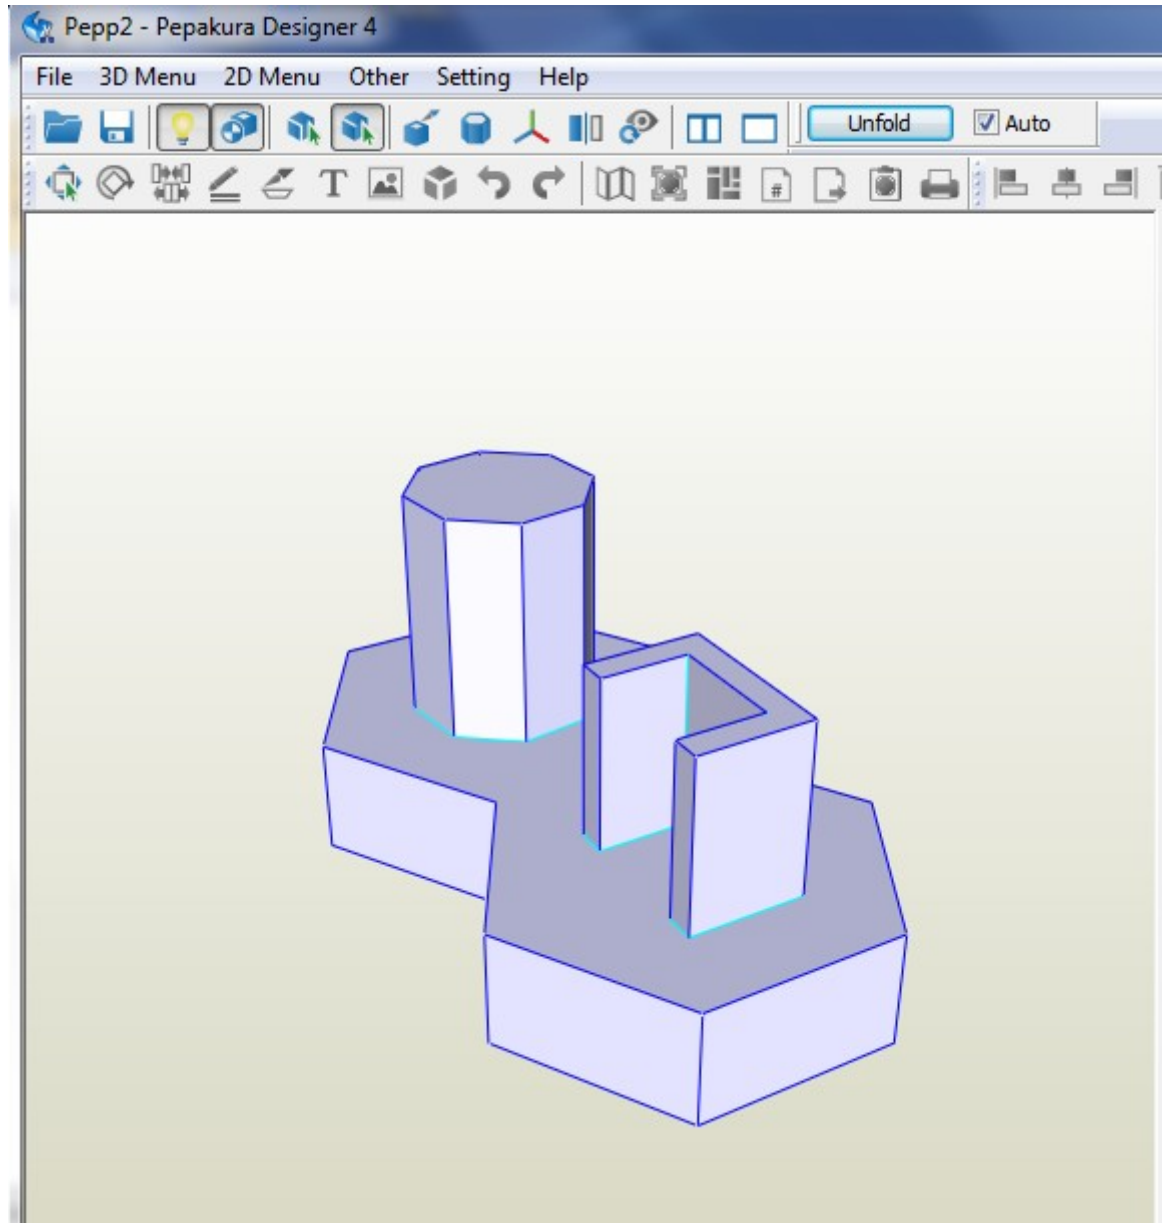 Pepp2 - Pepakura Designer 4
File 3D Menu 2D Menu Other Setting Help
Unfold Auto
T #